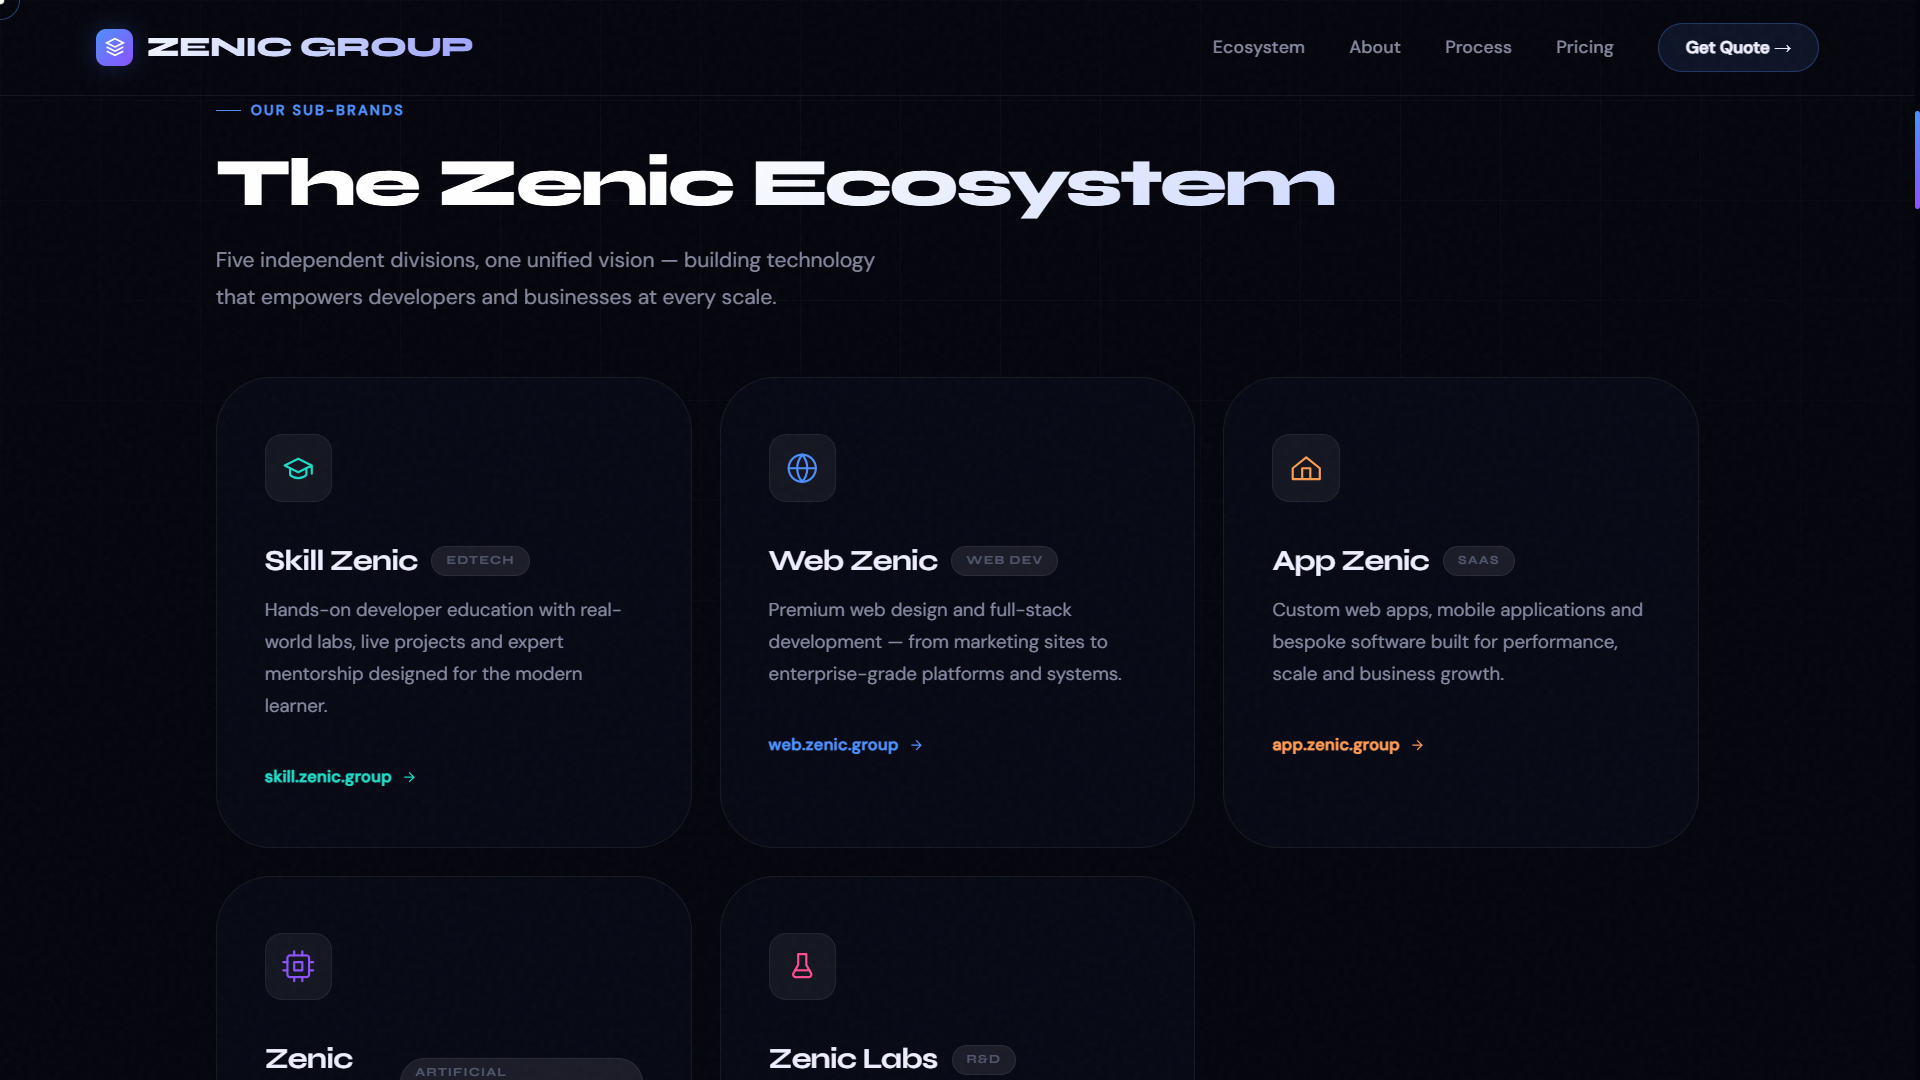 ZENIC GROUP
Ecosystem
About
Process
Pricing
Get Quote →
OUR SUB-BRANDS
The Zenic Ecosystem
Five independent divisions, one unified vision — building technology
that empowers developers and businesses at every scale.
Skill Zenic
EDTECH
Hands-on developer education with real-
world labs, live projects and expert
mentorship designed for the modern
learner.
skill.zenic.group →
Web Zenic
WEB DEV
Premium web design and full-stack
development — from marketing sites to
enterprise-grade platforms and systems.
web.zenic.group →
App Zenic
SAAS
Custom web apps, mobile applications and
bespoke software built for performance,
scale and business growth.
app.zenic.group →
Zenic
ARTIFICIAL
Zenic Labs
R&D